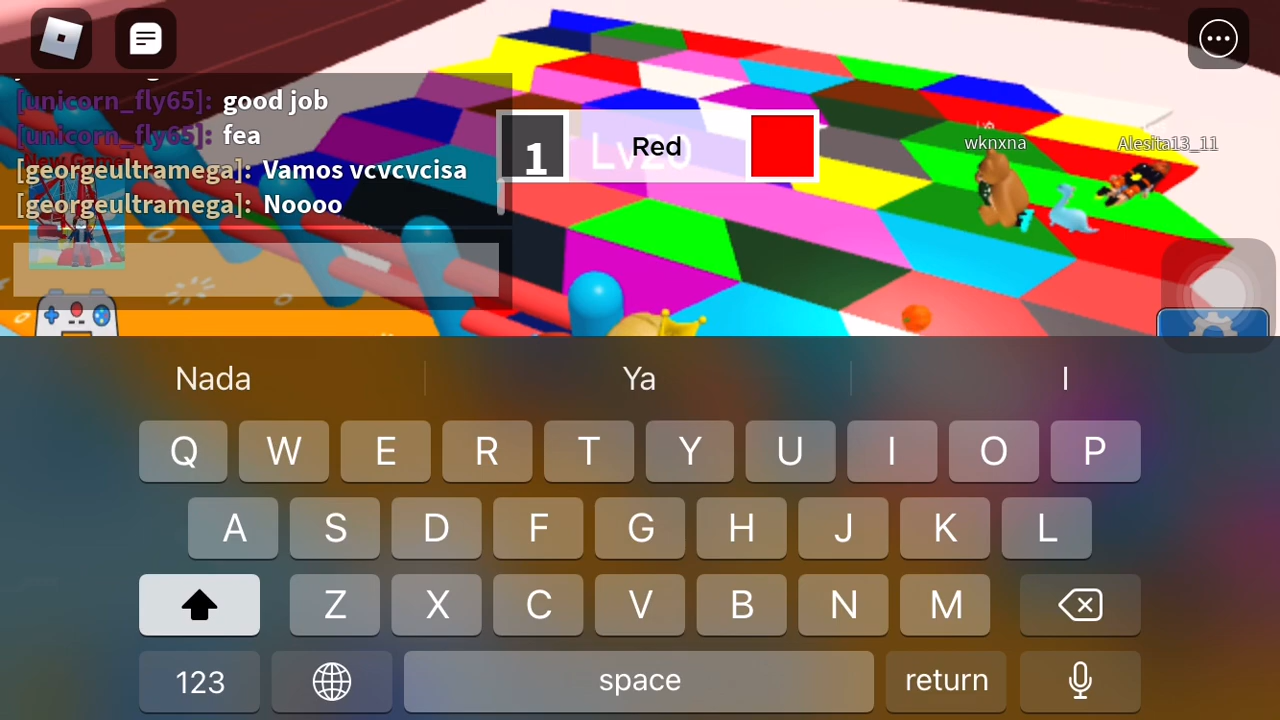 [unicorn_fly65]: good job
[unicorn_fly65]: fea
[georgeultramega]: Vamos vcvcvcisa
[georgeultramega]: Noooo
1
Red
Lv20
wknxna
Alesita13_11
Nada
Ya
I
Q W E R T Y U I O P
A S D F G H J K L
Z X C V B N M
123
space
return